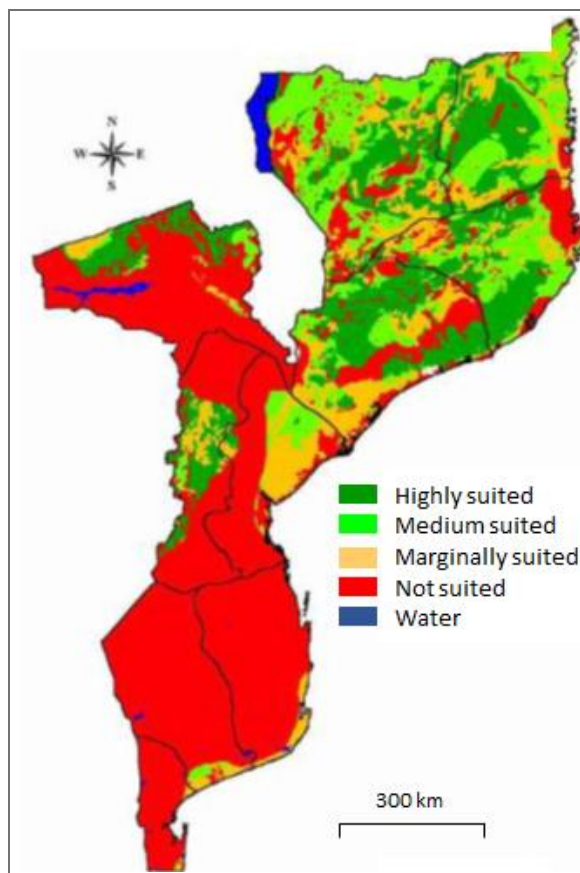 N
W E
S
Highly suited
Medium suited
Marginally suited
Not suited
Water
300 km